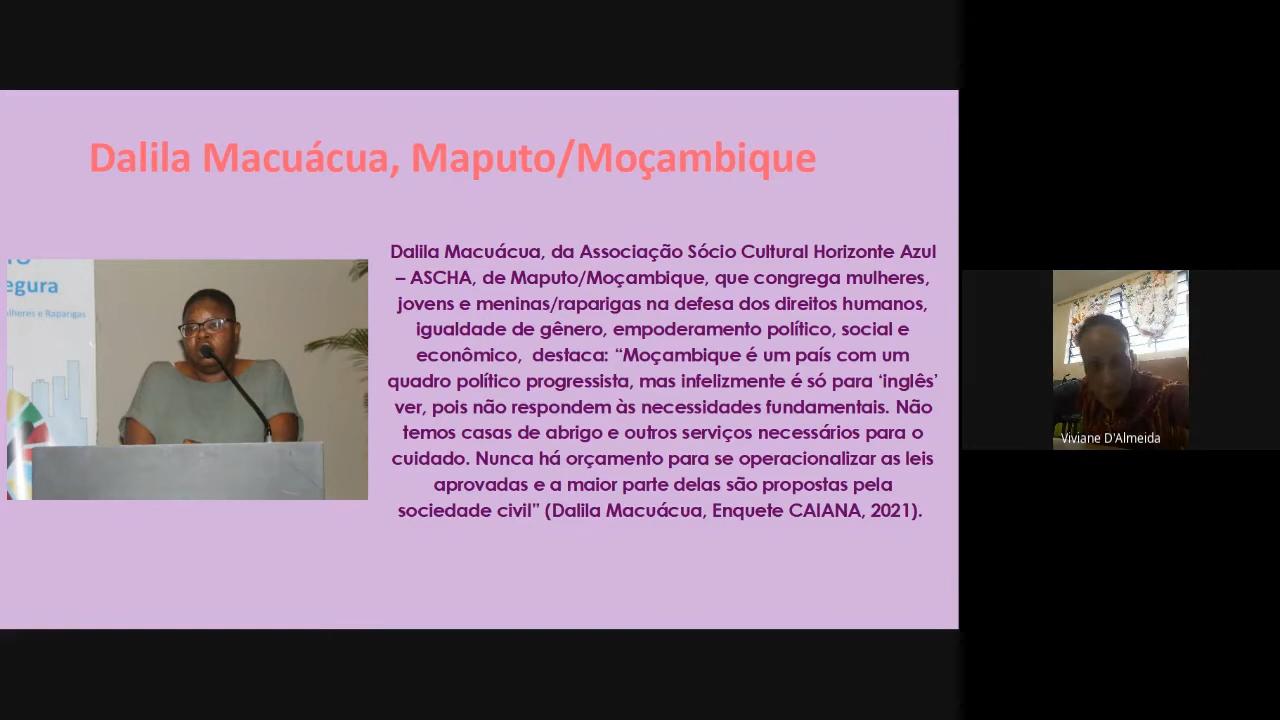 Dalila Macuácua, Maputo/Moçambique
egura
lheres e Raparigas
Dalila Macuácua, da Associação Sócio Cultural Horizonte Azul
– ASCHA, de Maputo/Moçambique, que congrega mulheres,
jovens e meninas/raparigas na defesa dos direitos humanos,
igualdade de gênero, empoderamento político, social e
econômico,  destaca: “Moçambique é um país com um
quadro político progressista, mas infelizmente é só para ‘inglês’
ver, pois não respondem às necessidades fundamentais. Não
temos casas de abrigo e outros serviços necessários para o
cuidado. Nunca há orçamento para se operacionalizar as leis
aprovadas e a maior parte delas são propostas pela
sociedade civil” (Dalila Macuácua, Enquete CAIANA, 2021).
Viviane D'Almeida